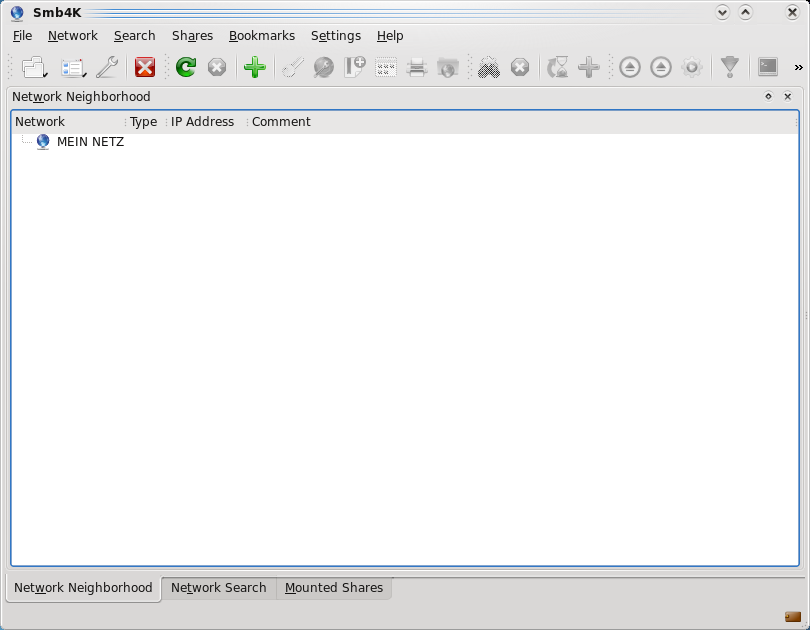 Smb4K
File Network Search Shares Bookmarks Settings Help
»
Network Neighborhood
Network Type IP Address Comment
MEIN NETZ
Network Neighborhood Network Search Mounted Shares